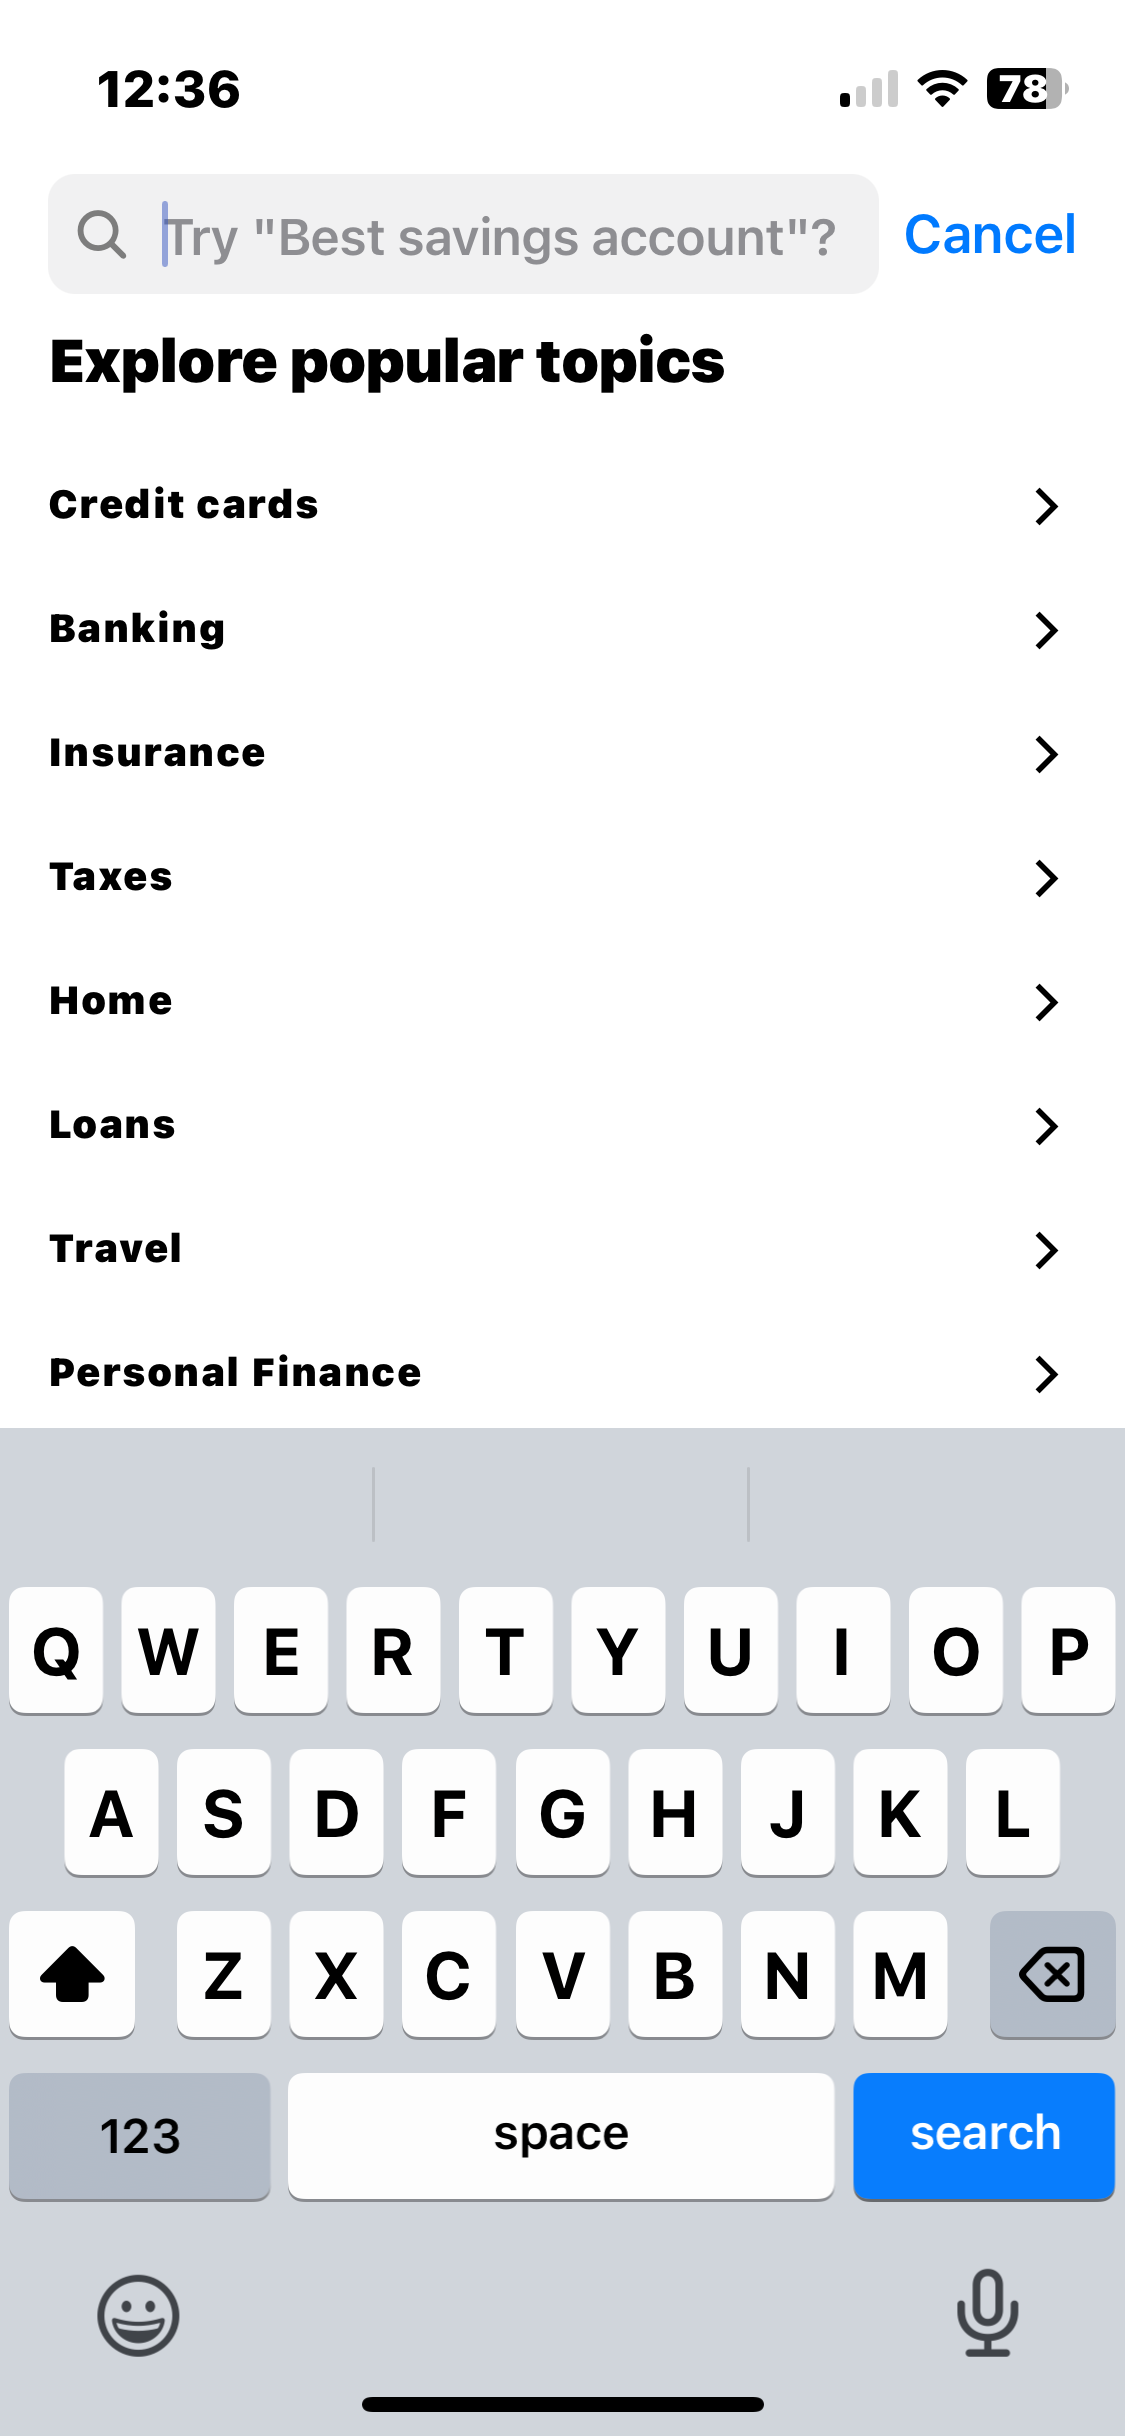 12:36
78
Try "Best savings account"?
Cancel
Explore popular topics
Credit cards
Banking
Insurance
Taxes
Home
Loans
Travel
Personal Finance
Q W E R T Y U I O P
A S D F G H J K L
Z X C V B N M
123 space search